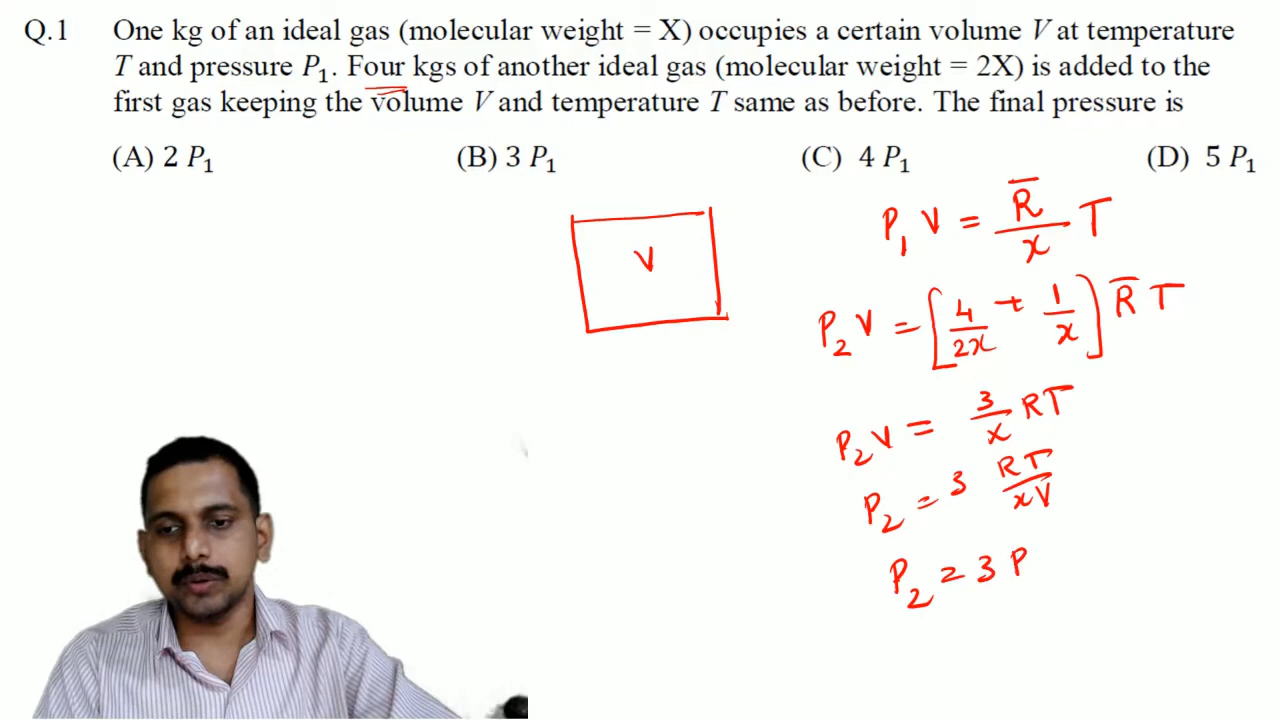 Q.1 One kg of an ideal gas (molecular weight = X) occupies a certain volume V at temperature
T and pressure P₁. Four kgs of another ideal gas (molecular weight = 2X) is added to the
first gas keeping the volume V and temperature T same as before. The final pressure is
(A) 2 P₁ (B) 3 P₁ (C) 4 P₁ (D) 5 P₁
V
P₁ V = R̅/x T
P₂ V = [4/2x + 1/x] R̅ T
P₂ V = 3/x RT
P₂ = 3 RT/xV
P₂ = 3 P